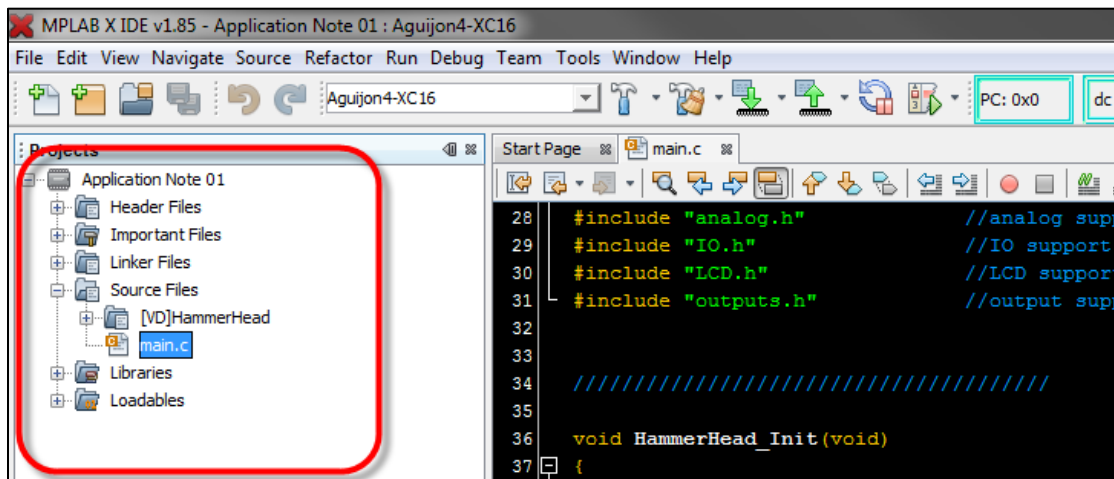 MPLAB X IDE v1.85 - Application Note 01 : Aguijon4-XC16
File Edit View Navigate Source Refactor Run Debug Team Tools Window Help
Aguijon4-XC16
PC: 0x0
dc
Projects
Application Note 01
Header Files
Important Files
Linker Files
Source Files
[VD]HammerHead
main.c
Libraries
Loadables
Start Page main.c
28 #include "analog.h" //analog sup
29 #include "IO.h" //IO support
30 #include "LCD.h" //LCD suppor
31 #include "outputs.h" //output sup
32
33
34 ///////////////////////////////////////
35
36 void HammerHead_Init(void)
37 {